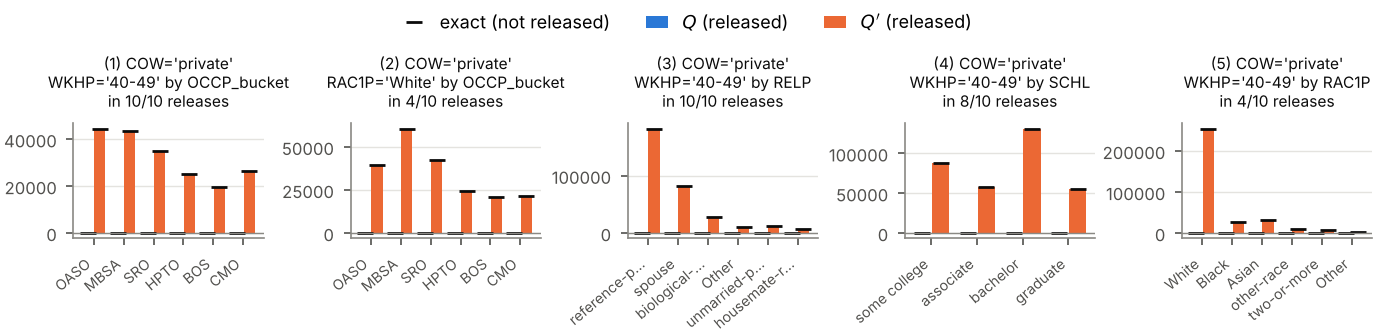 exact (not released) Q (released) Q′ (released)
(1) COW='private'
WKHP='40-49' by OCCP_bucket
in 10/10 releases
40000
20000
0
OASO MBSA SRO HPTO BOS CMO
(2) COW='private'
RAC1P='White' by OCCP_bucket
in 4/10 releases
50000
25000
0
OASO MBSA SRO HPTO BOS CMO
(3) COW='private'
WKHP='40-49' by RELP
in 10/10 releases
100000
0
reference-p... spouse biological-... Other unmarried-p... housemate-r...
(4) COW='private'
WKHP='40-49' by SCHL
in 8/10 releases
100000
50000
0
some college associate bachelor graduate
(5) COW='private'
WKHP='40-49' by RAC1P
in 4/10 releases
200000
100000
0
White Black Asian other-race two-or-more Other